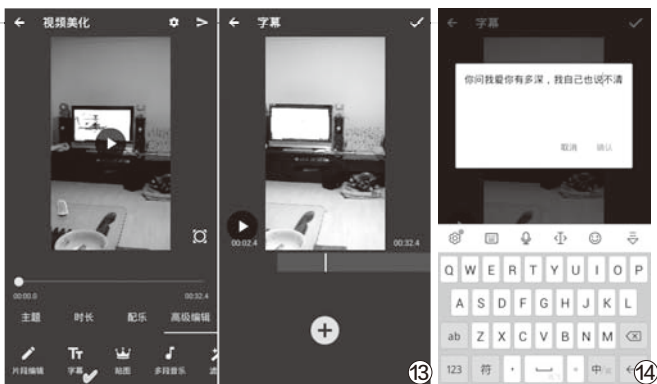 视频美化
00:00.0
00:32.4
主题 时长 配乐 高级编辑
片段编辑 字幕 贴图 多段音乐 滤
字幕
00:02.4
00:32.4
⑬
字幕
你问我爱你有多深，我自己也说不清
取消 确认
Q W E R T Y U I O P
A S D F G H J K L
ab Z X C V B N M
123 符 ， 。 中/
⑭